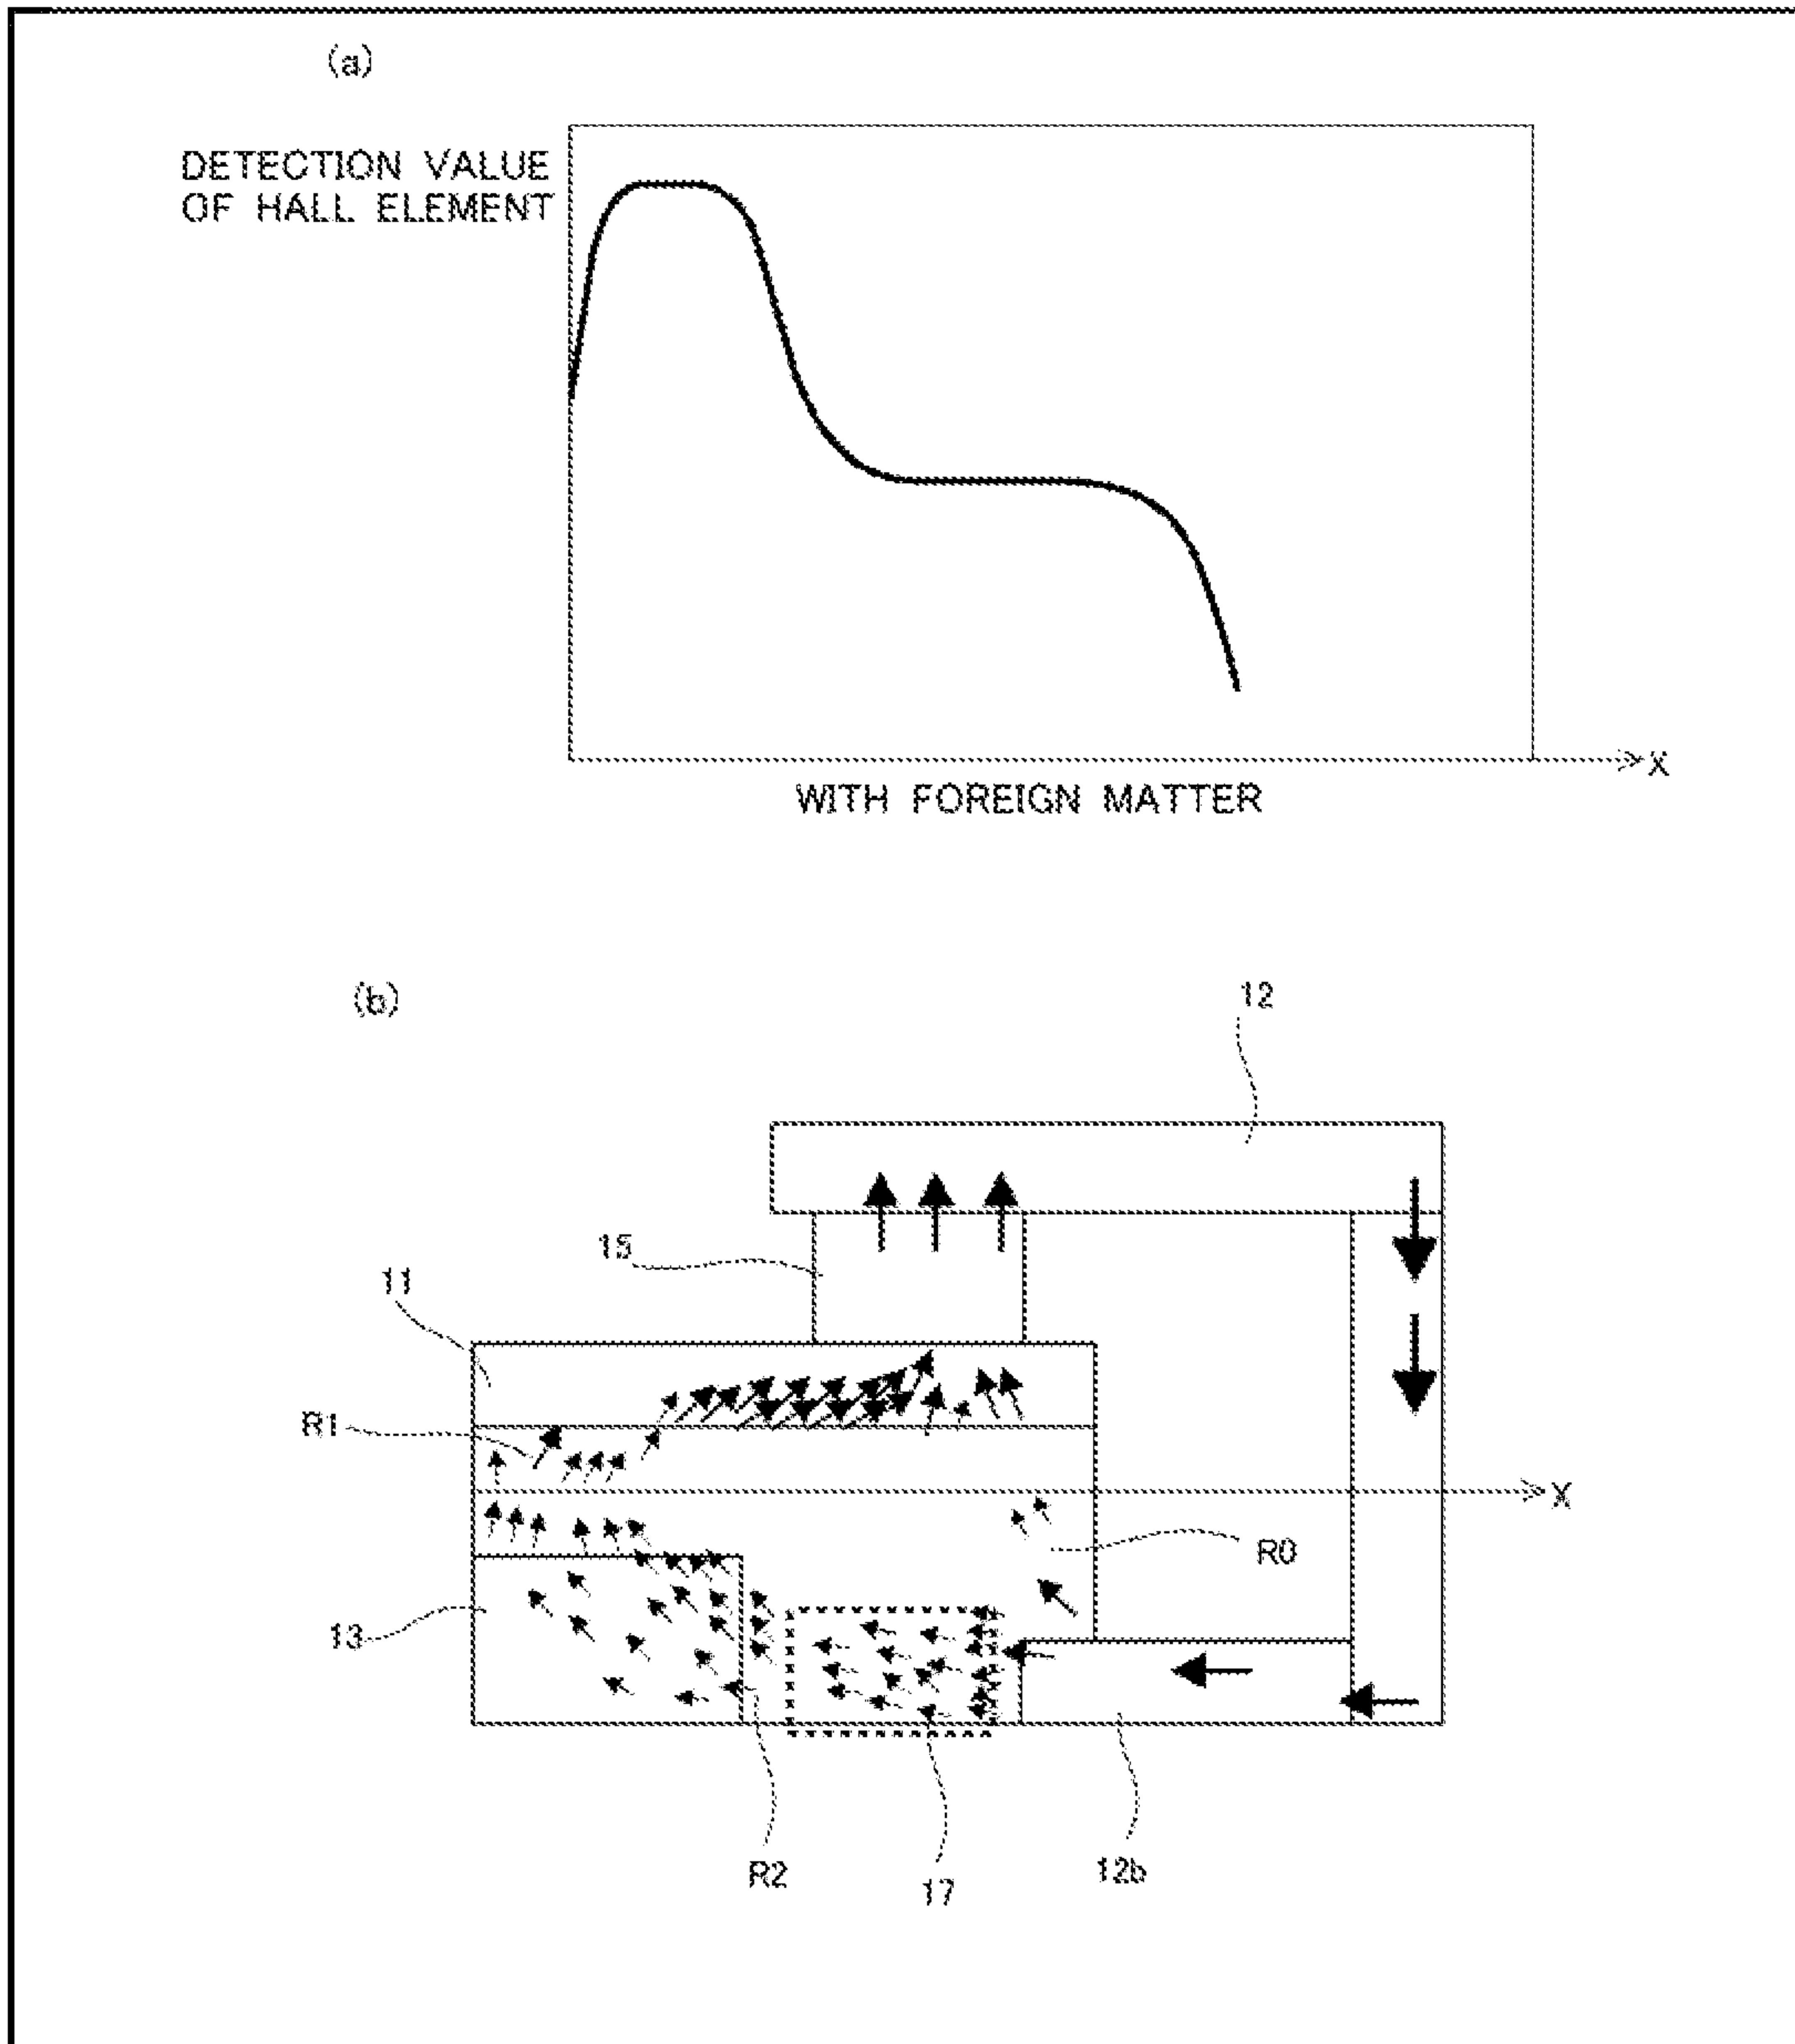 (a)
DETECTION VALUE
OF HALL ELEMENT
X
WITH FOREIGN MATTER
(b)
12
15
11
R1
X
R0
13
R2
17
12b